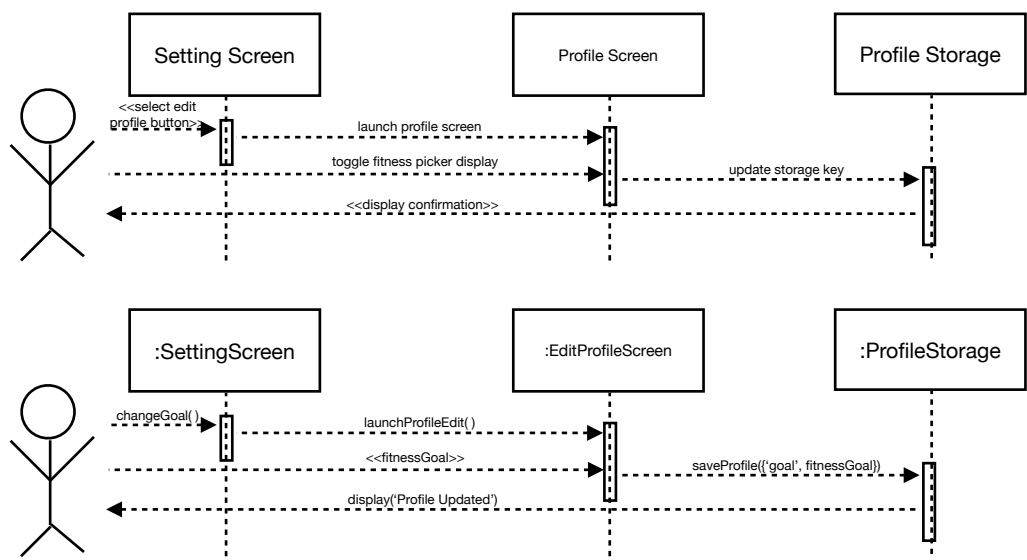 Setting Screen
Profile Screen
Profile Storage
<<select edit
profile button>>
launch profile screen
toggle fitness picker display
update storage key
<<display confirmation>>
:SettingScreen
:EditProfileScreen
:ProfileStorage
changeGoal( )
launchProfileEdit( )
<<fitnessGoal>>
saveProfile({‘goal’, fitnessGoal})
display(‘Profile Updated’)